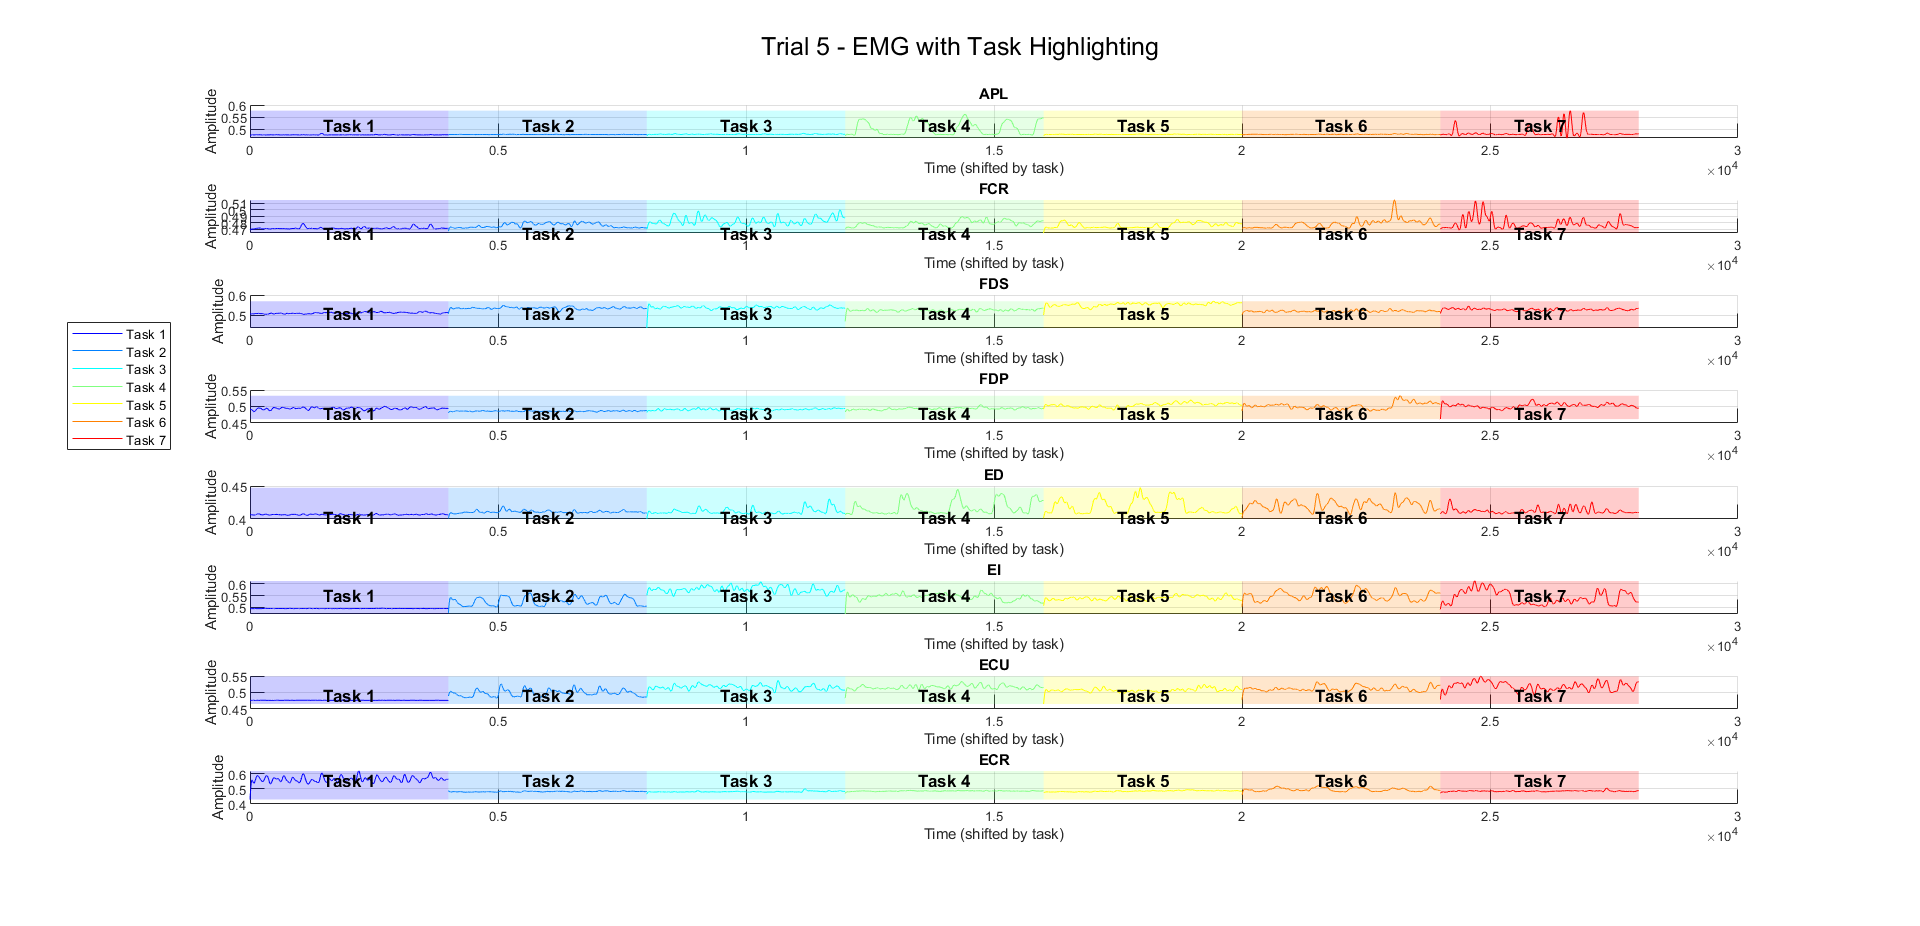 Trial 5 - EMG with Task Highlighting
APL
Amplitude
0.6
0.55
0.5
Task 1 Task 2 Task 3 Task 4 Task 5 Task 6 Task 7
0 0.5 1 1.5 2 2.5 3
Time (shifted by task)
×10^4
FCR
Amplitude
0.51
0.5
0.49
0.48
0.47
Task 1 Task 2 Task 3 Task 4 Task 5 Task 6 Task 7
0 0.5 1 1.5 2 2.5 3
Time (shifted by task)
×10^4
FDS
Amplitude
0.6
0.5
Task 1 Task 2 Task 3 Task 4 Task 5 Task 6 Task 7
0 0.5 1 1.5 2 2.5 3
Time (shifted by task)
×10^4
Task 1
Task 2
Task 3
Task 4
Task 5
Task 6
Task 7
FDP
Amplitude
0.55
0.5
0.45
Task 1 Task 2 Task 3 Task 4 Task 5 Task 6 Task 7
0 0.5 1 1.5 2 2.5 3
Time (shifted by task)
×10^4
ED
Amplitude
0.45
0.4
Task 1 Task 2 Task 3 Task 4 Task 5 Task 6 Task 7
0 0.5 1 1.5 2 2.5 3
Time (shifted by task)
×10^4
EI
Amplitude
0.6
0.55
0.5
Task 1 Task 2 Task 3 Task 4 Task 5 Task 6 Task 7
0 0.5 1 1.5 2 2.5 3
Time (shifted by task)
×10^4
ECU
Amplitude
0.55
0.5
0.45
Task 1 Task 2 Task 3 Task 4 Task 5 Task 6 Task 7
0 0.5 1 1.5 2 2.5 3
Time (shifted by task)
×10^4
ECR
Amplitude
0.6
0.5
0.4
Task 1 Task 2 Task 3 Task 4 Task 5 Task 6 Task 7
0 0.5 1 1.5 2 2.5 3
Time (shifted by task)
×10^4